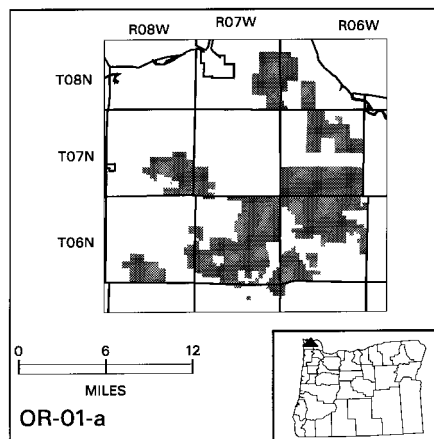 R08W R07W R06W
T08N
T07N
T06N
0 6 12
MILES
OR-01-a